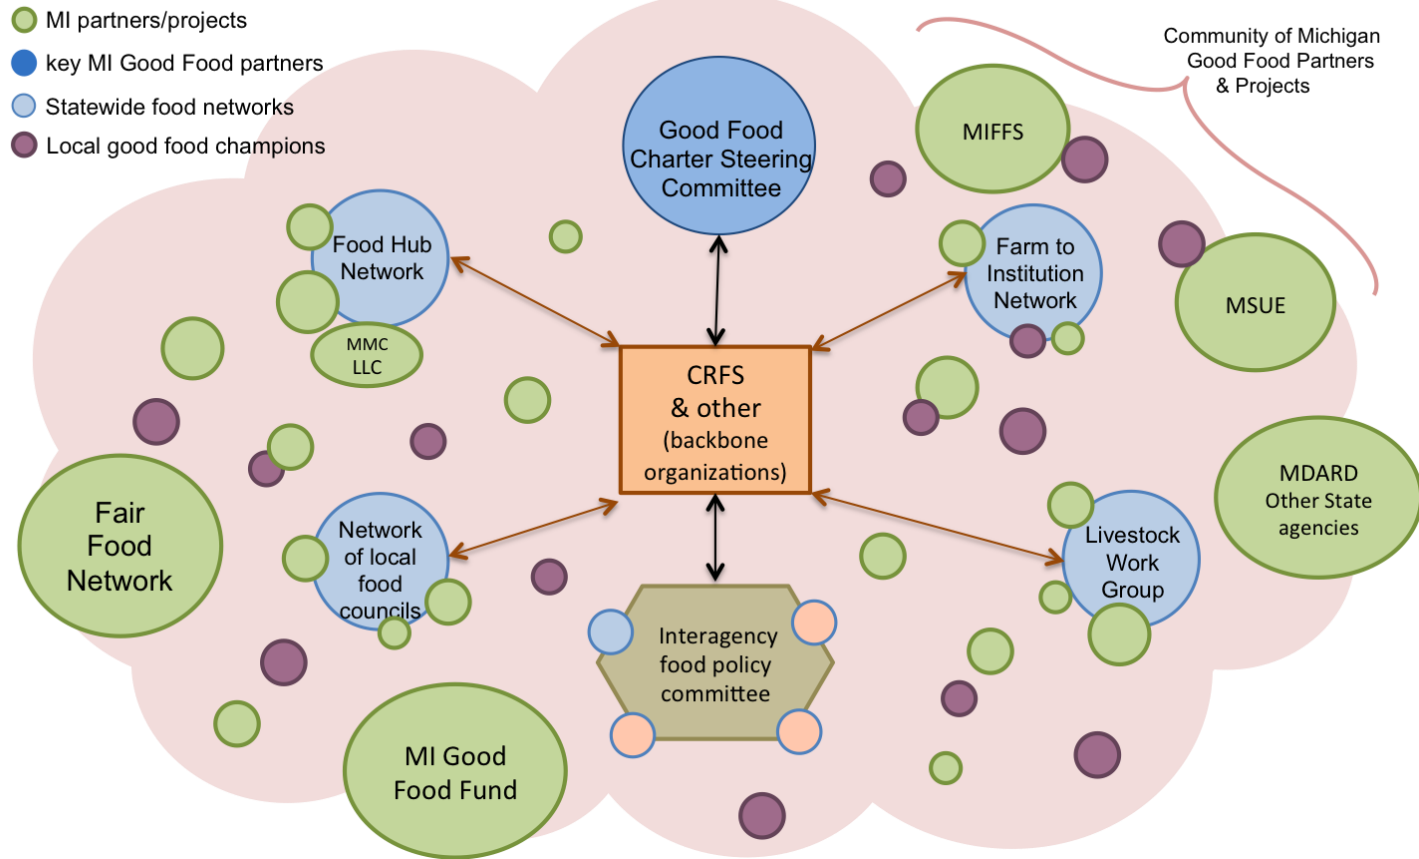 MI partners/projects
key MI Good Food partners
Statewide food networks
Local good food champions
Community of Michigan
Good Food Partners
& Projects
Good Food
Charter Steering
Committee
MIFFS
Food Hub
Network
Farm to
Institution
Network
MSUE
MMC
LLC
CRFS
& other
(backbone
organizations)
MDARD
Other State
agencies
Fair
Food
Network
Network
of local
food
councils
Livestock
Work
Group
Interagency
food policy
committee
MI Good
Food Fund